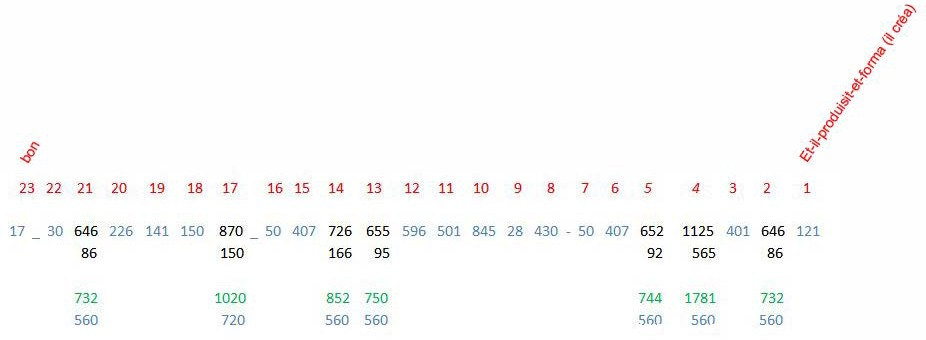 Et-il-produisit-et-forma (il créa)
bon
23 22 21 20 19 18 17 16 15 14 13 12 11 10 9 8 7 6 5 4 3 2 1
17 _ 30 646 226 141 150 870 _ 50 407 726 655 596 501 845 28 430 - 50 407 652 1125 401 646 121
86 150 166 95 92 565 86
732 1020 852 750 744 1781 732
560 720 560 560 560 560 560